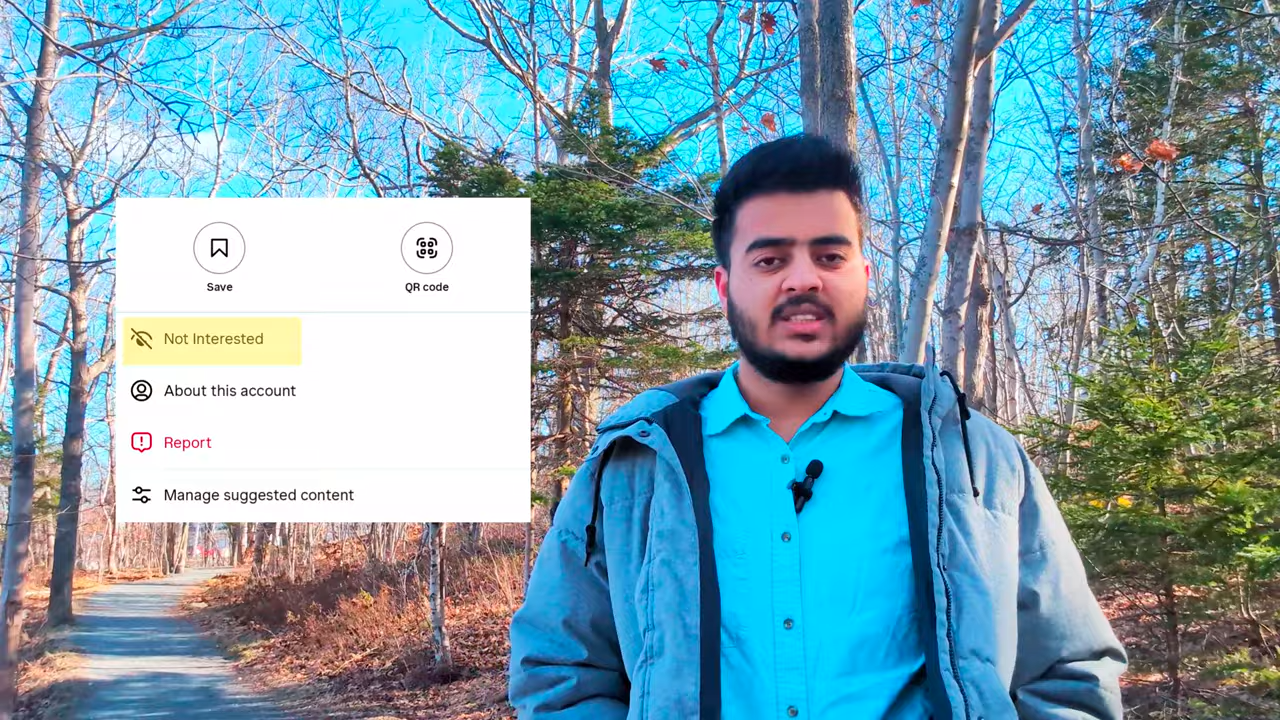 Save
QR code
Not Interested
About this account
Report
Manage suggested content